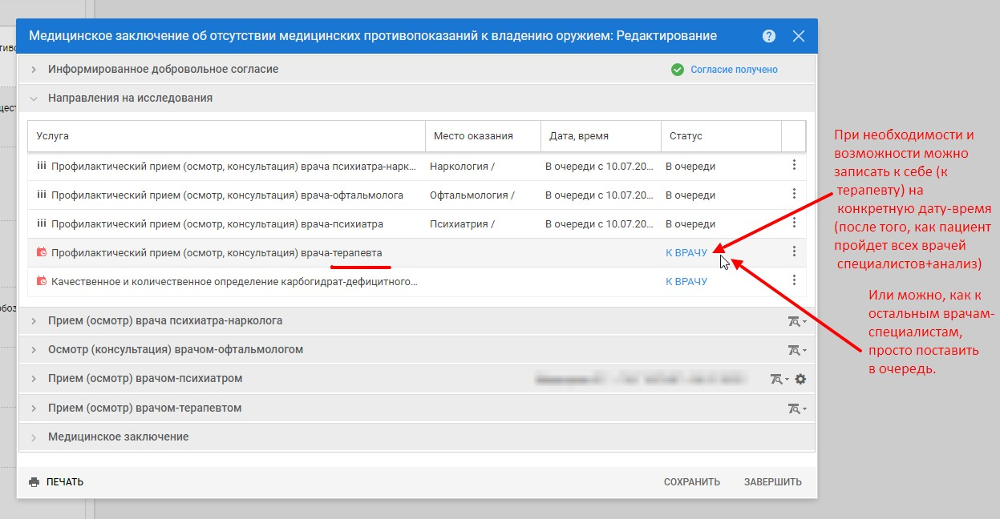 Медицинское заключение об отсутствии медицинских противопоказаний к владению оружием: Редактирование
Информированное добровольное согласие
Согласие получено
Направления на исследования
Услуга Место оказания Дата, время Статус
Профилактический прием (осмотр, консультация) врача психиатра-нарк... Наркология / В очереди с 10.07.20... В очереди
Профилактический прием (осмотр, консультация) врача-офтальмолога Офтальмология / В очереди с 10.07.20... В очереди
Профилактический прием (осмотр, консультация) врача-психиатра Психиатрия / В очереди с 10.07.20... В очереди
Профилактический прием (осмотр, консультация) врача-терапевта К ВРАЧУ
Качественное и количественное определение карбогидрат-дефицитного... К ВРАЧУ
Прием (осмотр) врача психиатра-нарколога
Осмотр (консультация) врачом-офтальмологом
Прием (осмотр) врачом-психиатром
Прием (осмотр) врачом-терапевтом
Медицинское заключение
ПЕЧАТЬ
СОХРАНИТЬ
ЗАВЕРШИТЬ
При необходимости и
возможности можно
записать к себе (к
терапевту) на
конкретную дату-время
(после того, как пациент
пройдет всех врачей
специалистов+анализ)
Или можно, как к
остальным врачам-
специалистам,
просто поставить
в очередь.